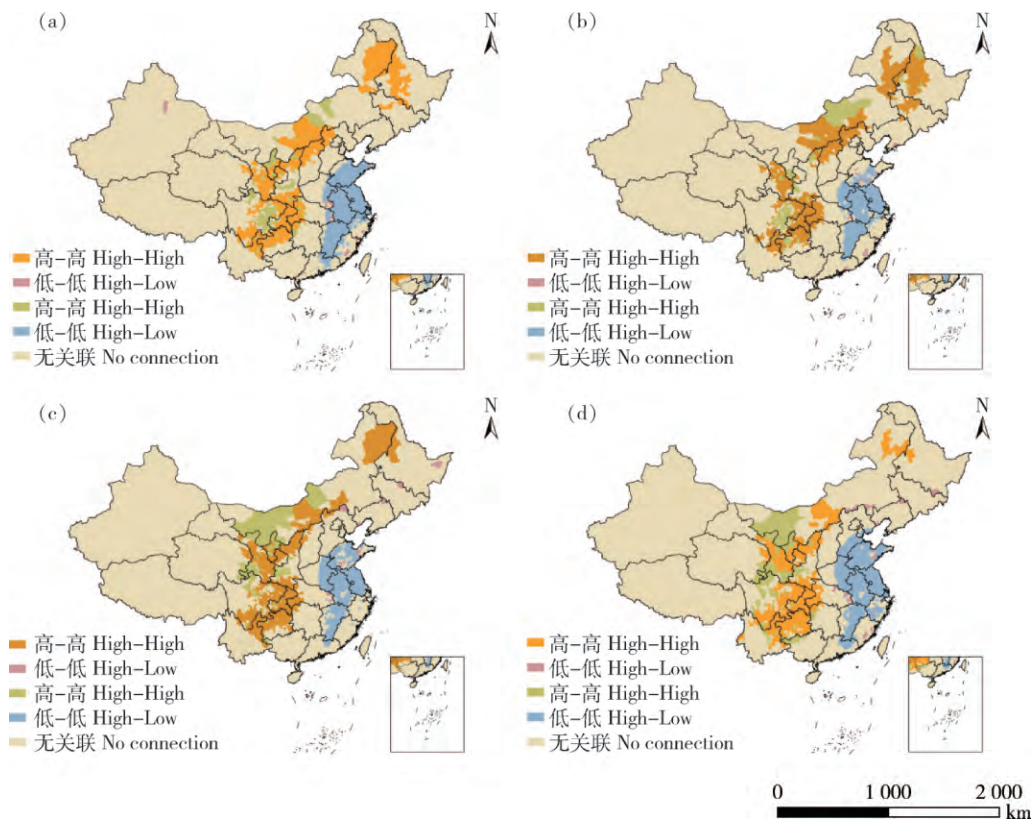 (a)
N
高-高 High-High
低-低 High-Low
高-高 High-High
低-低 High-Low
无关联 No connection
(b)
N
高-高 High-High
低-低 High-Low
高-高 High-High
低-低 High-Low
无关联 No connection
(c)
N
高-高 High-High
低-低 High-Low
高-高 High-High
低-低 High-Low
无关联 No connection
(d)
N
高-高 High-High
低-低 High-Low
高-高 High-High
低-低 High-Low
无关联 No connection
0 1 000 2 000
km